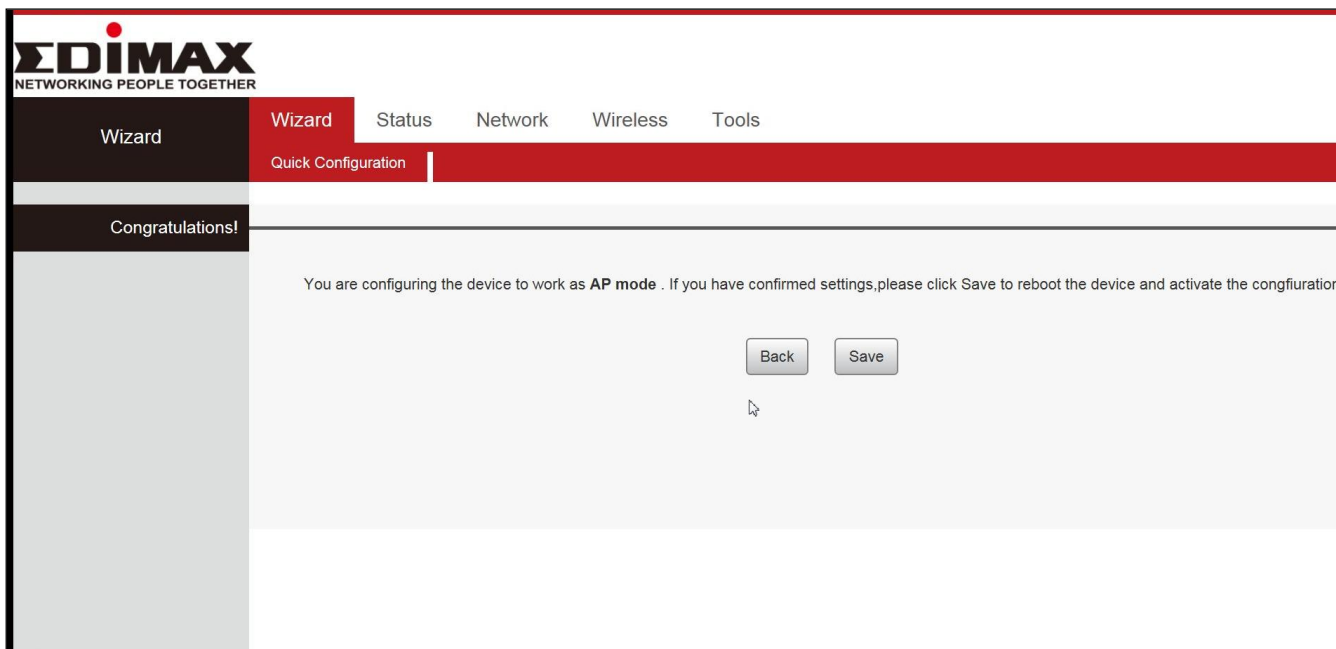 EDIMAX
NETWORKING PEOPLE TOGETHER
Wizard
Wizard Status Network Wireless Tools
Quick Configuration
Congratulations!
You are configuring the device to work as AP mode . If you have confirmed settings,please click Save to reboot the device and activate the congfiuration
Back Save